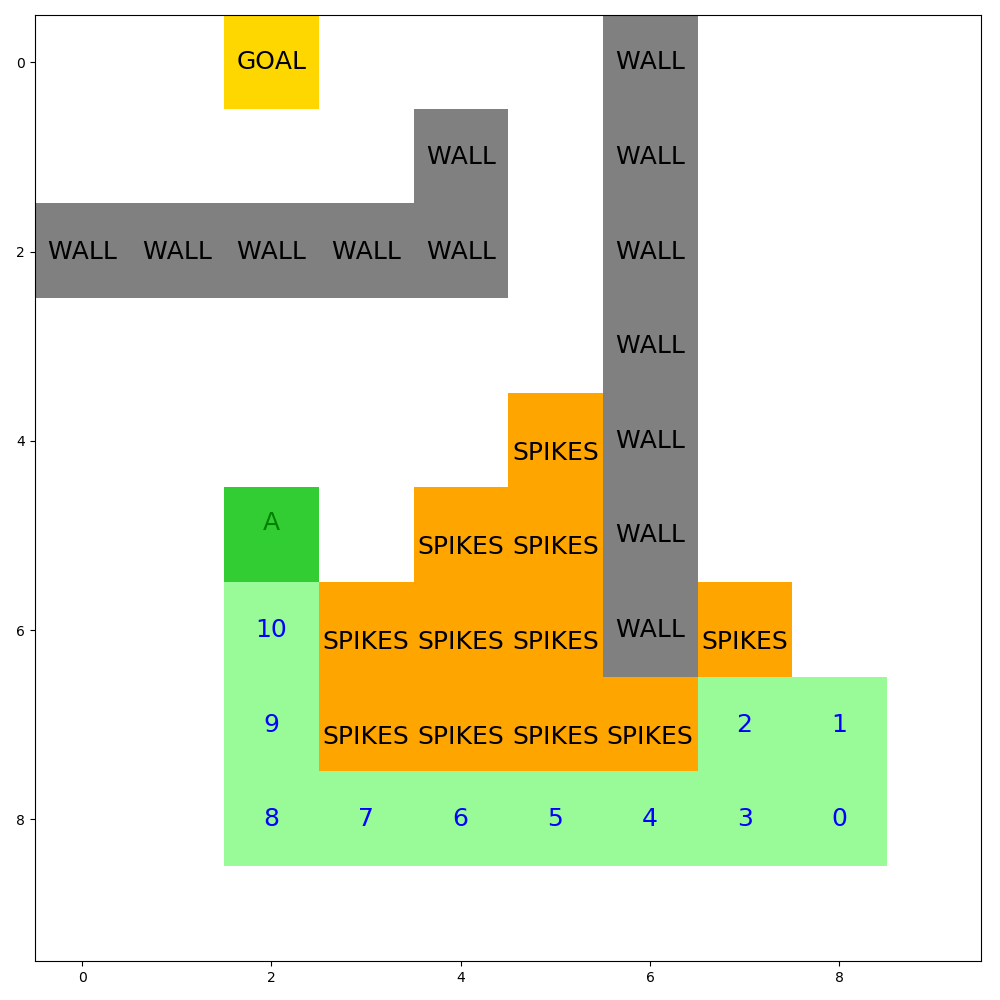 0 GOAL WALL
WALL WALL
2 WALL WALL WALL WALL WALL WALL
WALL
4 SPIKES WALL
A SPIKES SPIKES WALL
6 10 SPIKES SPIKES SPIKES WALL SPIKES
9 SPIKES SPIKES SPIKES SPIKES 2 1
8 8 7 6 5 4 3 0
0 2 4 6 8